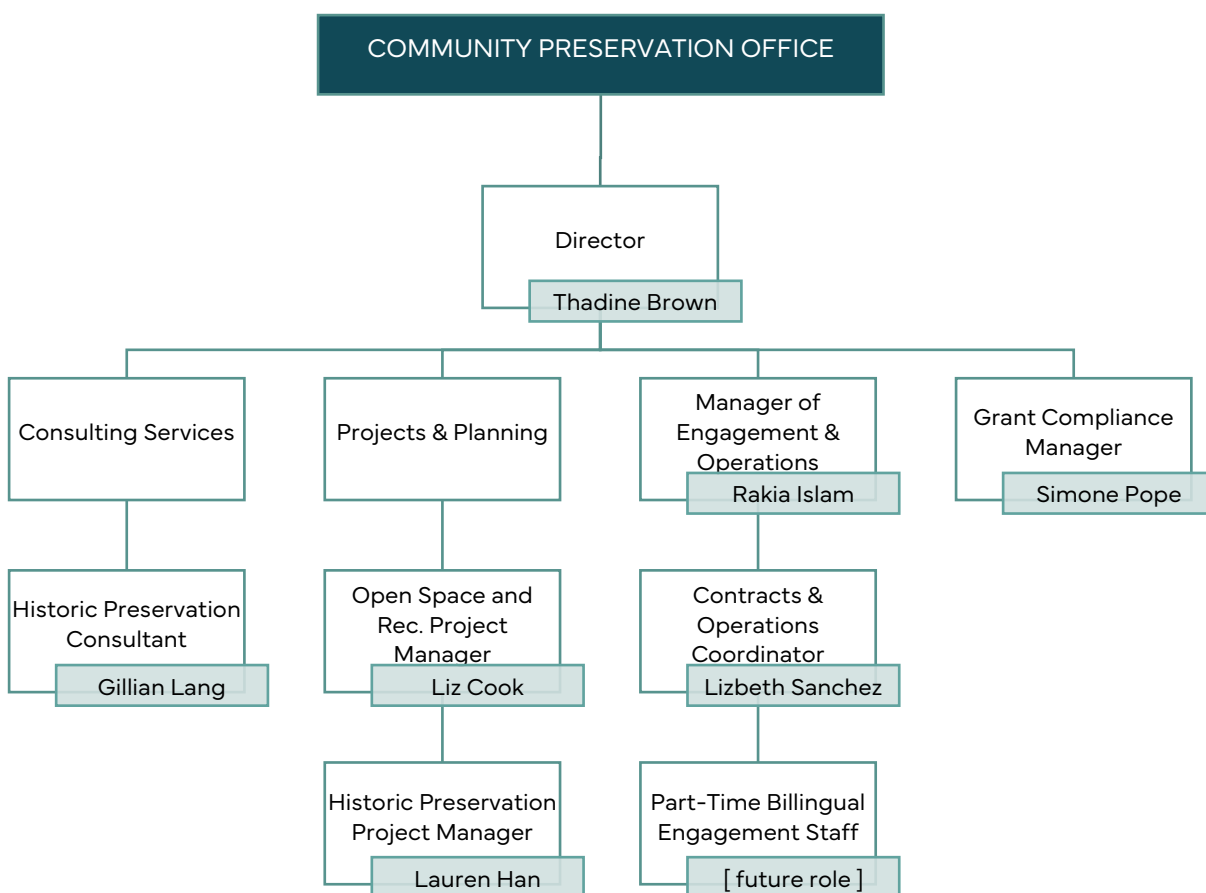 COMMUNITY PRESERVATION OFFICE
Director
Thadine Brown
Consulting Services
Projects & Planning
Manager of
Engagement &
Operations
Rakia Islam
Grant Compliance
Manager
Simone Pope
Historic Preservation
Consultant
Gillian Lang
Open Space and
Rec. Project
Manager
Liz Cook
Contracts &
Operations
Coordinator
Lizbeth Sanchez
Historic Preservation
Project Manager
Lauren Han
Part-Time Billingual
Engagement Staff
[ future role ]